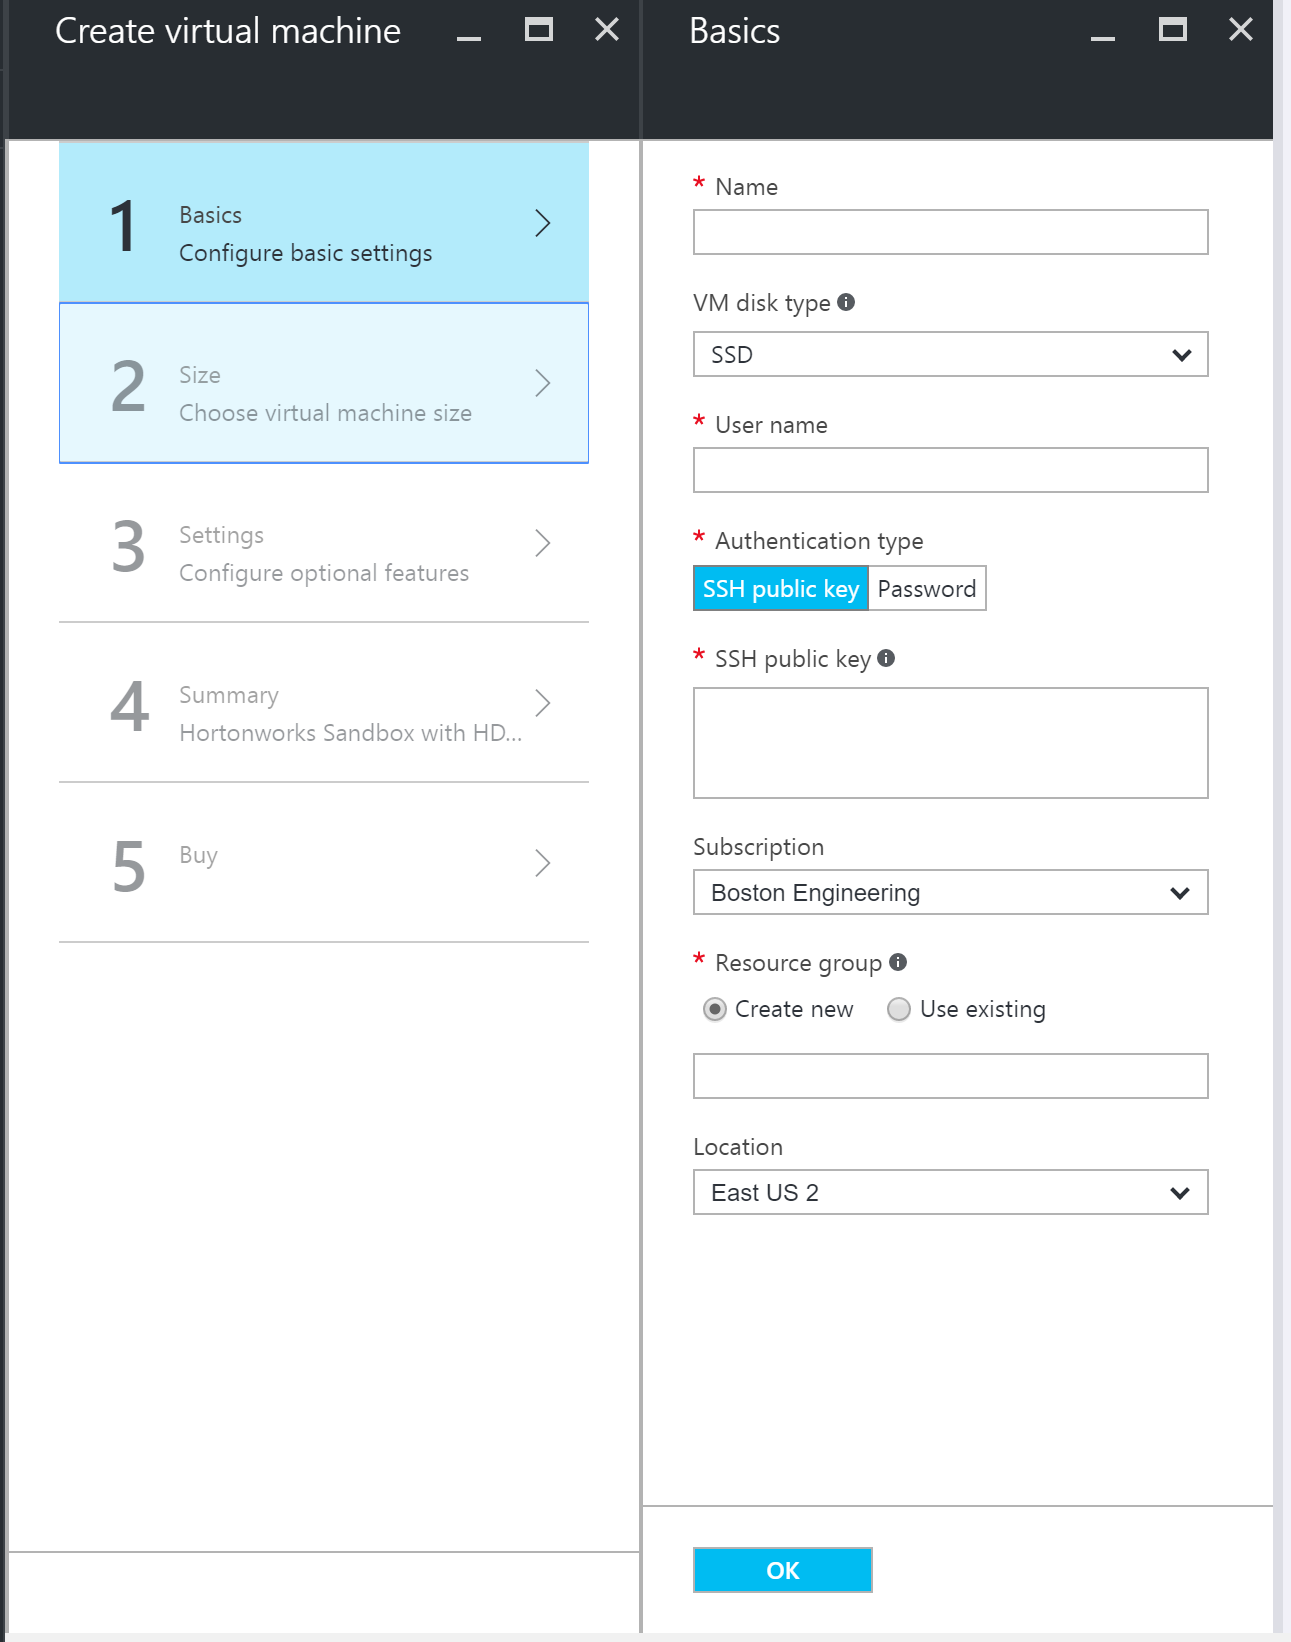 Create virtual machine
1
Basics
Configure basic settings
2
Size
Choose virtual machine size
3
Settings
Configure optional features
4
Summary
Hortonworks Sandbox with HD...
5
Buy
Basics
* Name
VM disk type
SSD
* User name
* Authentication type
SSH public key Password
* SSH public key
Subscription
Boston Engineering
* Resource group
Create new Use existing
Location
East US 2
OK